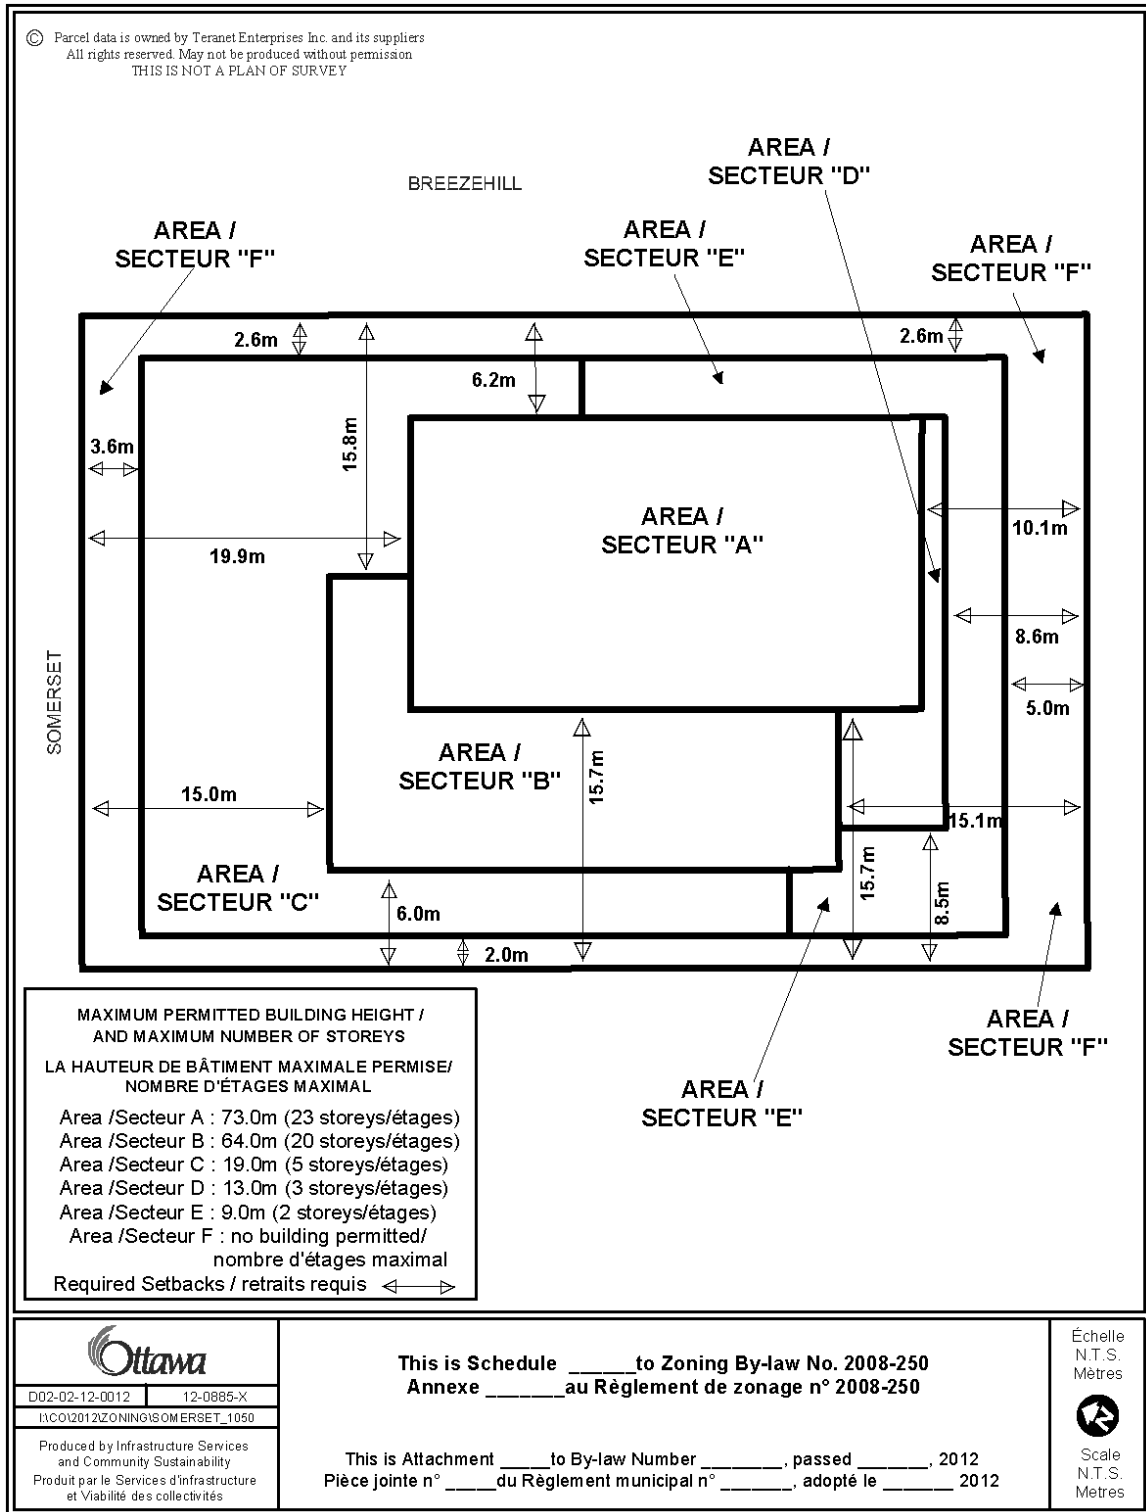 © Parcel data is owned by Teranet Enterprises Inc. and its suppliers
All rights reserved. May not be produced without permission
THIS IS NOT A PLAN OF SURVEY
AREA /
SECTEUR "D"
BREEZEHILL
AREA /
SECTEUR "F"
AREA /
SECTEUR "E"
AREA /
SECTEUR "F"
2.6m
2.6m
6.2m
15.8m
3.6m
AREA /
SECTEUR "A"
10.1m
19.9m
8.6m
SOMERSET
5.0m
AREA /
SECTEUR "B"
15.7m
15.0m
15.1m
15.7m
AREA /
SECTEUR "C"
6.0m
8.5m
2.0m
AREA /
SECTEUR "F"
AREA /
SECTEUR "E"
MAXIMUM PERMITTED BUILDING HEIGHT /
AND MAXIMUM NUMBER OF STOREYS
LA HAUTEUR DE BÂTIMENT MAXIMALE PERMISE/
NOMBRE D'ÉTAGES MAXIMAL
Area /Secteur A : 73.0m (23 storeys/étages)
Area /Secteur B : 64.0m (20 storeys/étages)
Area /Secteur C : 19.0m (5 storeys/étages)
Area /Secteur D : 13.0m (3 storeys/étages)
Area /Secteur E : 9.0m (2 storeys/étages)
Area /Secteur F : no building permitted/
nombre d'étages maximal
Required Setbacks / retraits requis
Ottawa
D02-02-12-0012 12-0885-X
I:\CO\2012\ZONING\SOMERSET_1050
Produced by Infrastructure Services
and Community Sustainability
Produit par le Services d'infrastructure
et Viabilité des collectivités
This is Schedule ______to Zoning By-law No. 2008-250
Annexe _______au Règlement de zonage n° 2008-250
This is Attachment _____to By-law Number ________, passed _______, 2012
Pièce jointe n° _____du Règlement municipal n° _______, adopté le _______ 2012
Échelle
N.T.S.
Mètres
Scale
N.T.S.
Metres